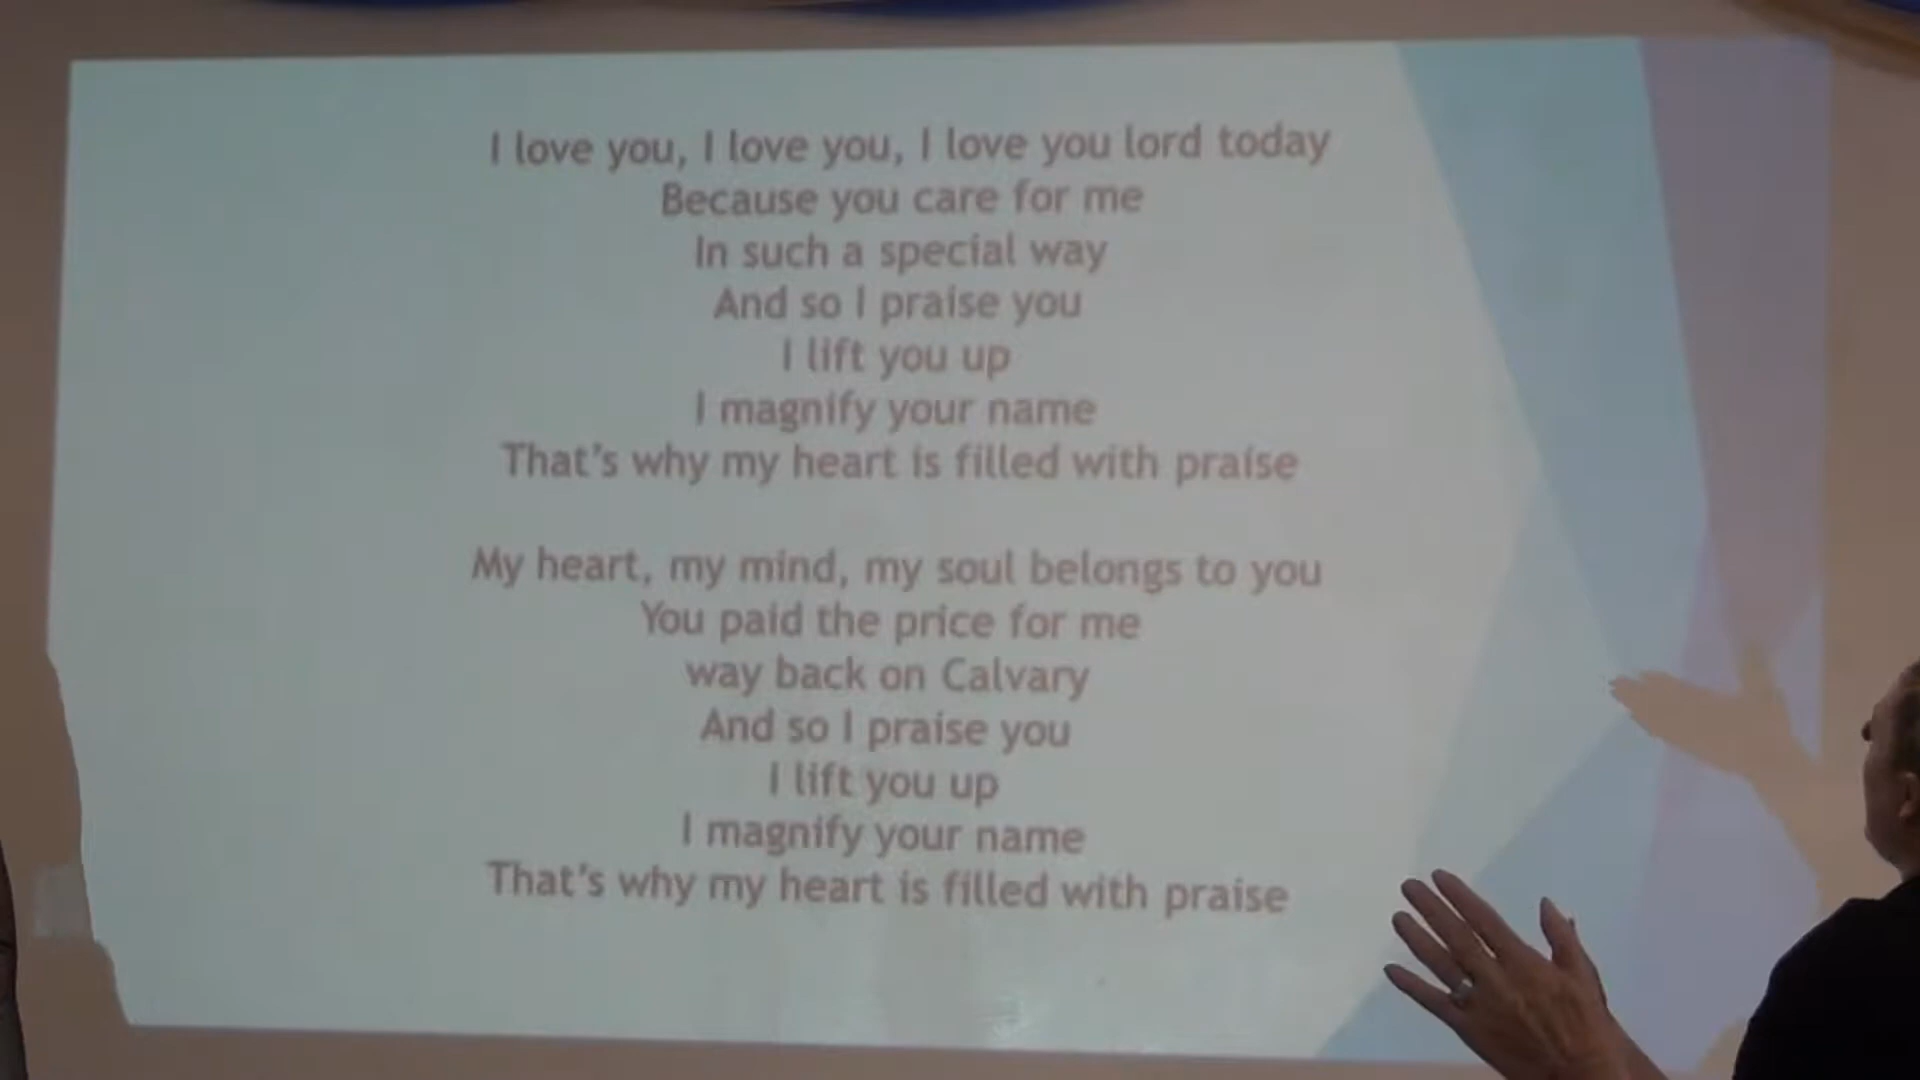 I love you, I love you, I love you lord today
Because you care for me
In such a special way
And so I praise you
I lift you up
I magnify your name
That's why my heart is filled with praise
My heart, my mind, my soul belongs to you
You paid the price for me
way back on Calvary
And so I praise you
I lift you up
I magnify your name
That's why my heart is filled with praise